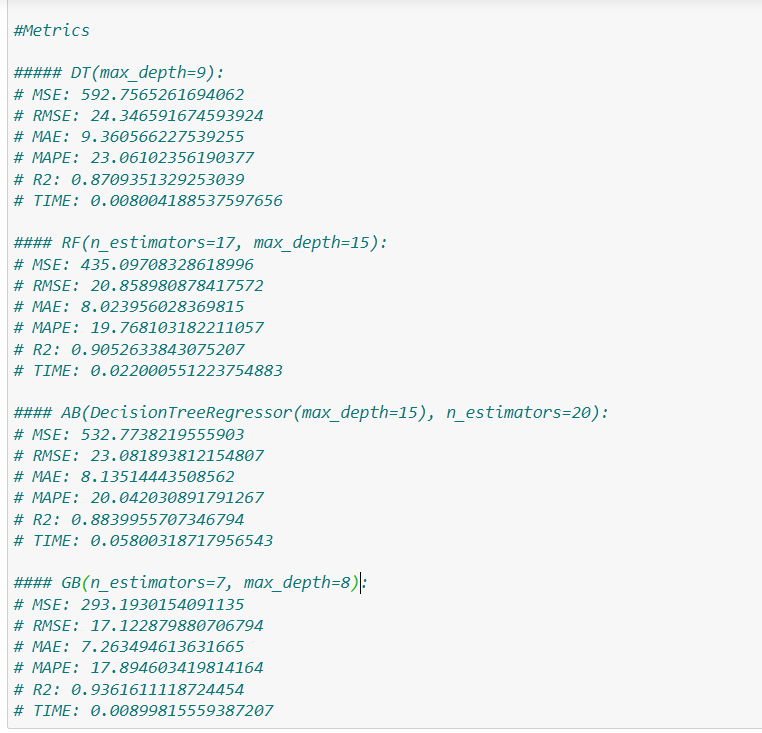 #Metrics
##### DT(max_depth=9):
# MSE: 592.7565261694062
# RMSE: 24.346591674593924
# MAE: 9.360566227539255
# MAPE: 23.06102356190377
# R2: 0.8709351329253039
# TIME: 0.008004188537597656
#### RF(n_estimators=17, max_depth=15):
# MSE: 435.09708328618996
# RMSE: 20.858980878417572
# MAE: 8.023956028369815
# MAPE: 19.768103182211057
# R2: 0.9052633843075207
# TIME: 0.022000551223754883
#### AB(DecisionTreeRegressor(max_depth=15), n_estimators=20):
# MSE: 532.7738219555903
# RMSE: 23.081893812154807
# MAE: 8.13514443508562
# MAPE: 20.042030891791267
# R2: 0.8839955707346794
# TIME: 0.05800318717956543
#### GB(n_estimators=7, max_depth=8):
# MSE: 293.1930154091135
# RMSE: 17.122879880706794
# MAE: 7.263494613631665
# MAPE: 17.894603419814164
# R2: 0.9361611118724454
# TIME: 0.00899815559387207